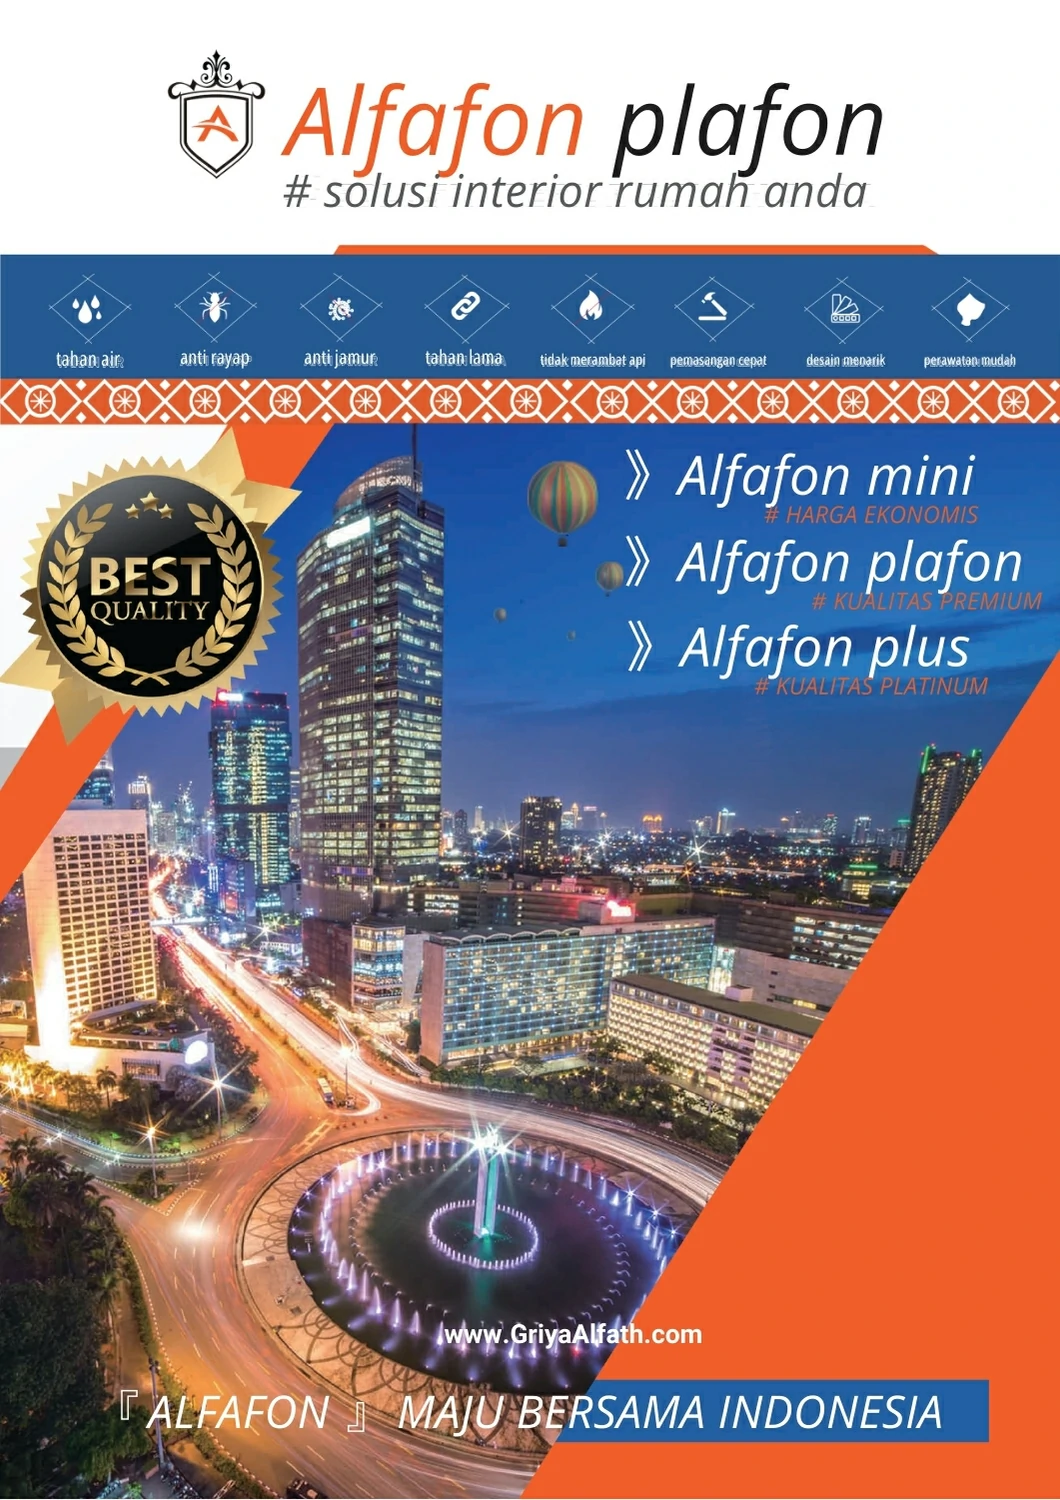 Alfafon plafon
# solusi interior rumah anda
tahan air
anti rayap
anti jamur
tahan lama
tidak merambat api
pemasangan cepat
desain menarik
perawatan mudah
BEST
QUALITY
》 Alfafon mini
# HARGA EKONOMIS
》 Alfafon plafon
# KUALITAS PREMIUM
》 Alfafon plus
# KUALITAS PLATINUM
www.GriyaAlfath.com
『 ALFAFON 』 MAJU BERSAMA INDONESIA